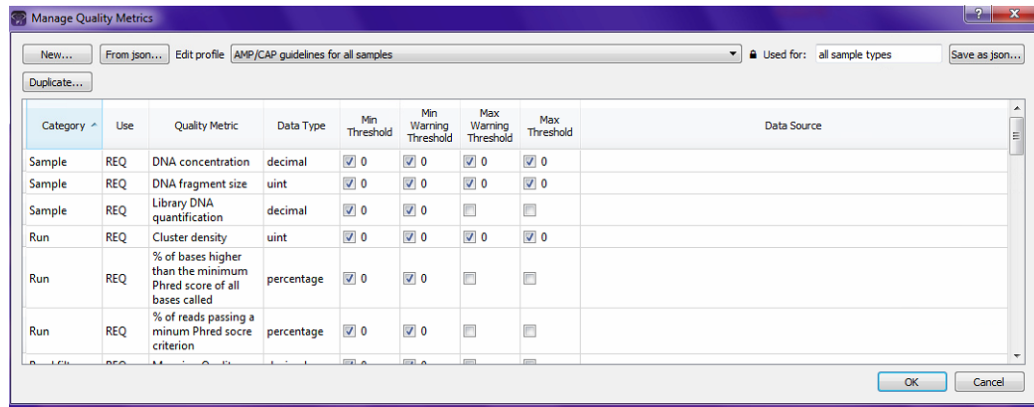 Manage Quality Metrics
New... From json... Edit profile AMP/CAP guidelines for all samples Used for: all sample types Save as json...
Duplicate...
Category Use Quality Metric Data Type Min Threshold Min Warning Threshold Max Warning Threshold Max Threshold Data Source
Sample REQ DNA concentration decimal 0 0 0 0
Sample REQ DNA fragment size uint 0 0 0 0
Sample REQ Library DNA quantification decimal 0 0
Run REQ Cluster density uint 0 0 0 0
Run REQ % of bases higher than the minimum Phred score of all bases called percentage 0 0
Run REQ % of reads passing a minum Phred socre criterion percentage 0 0
OK Cancel